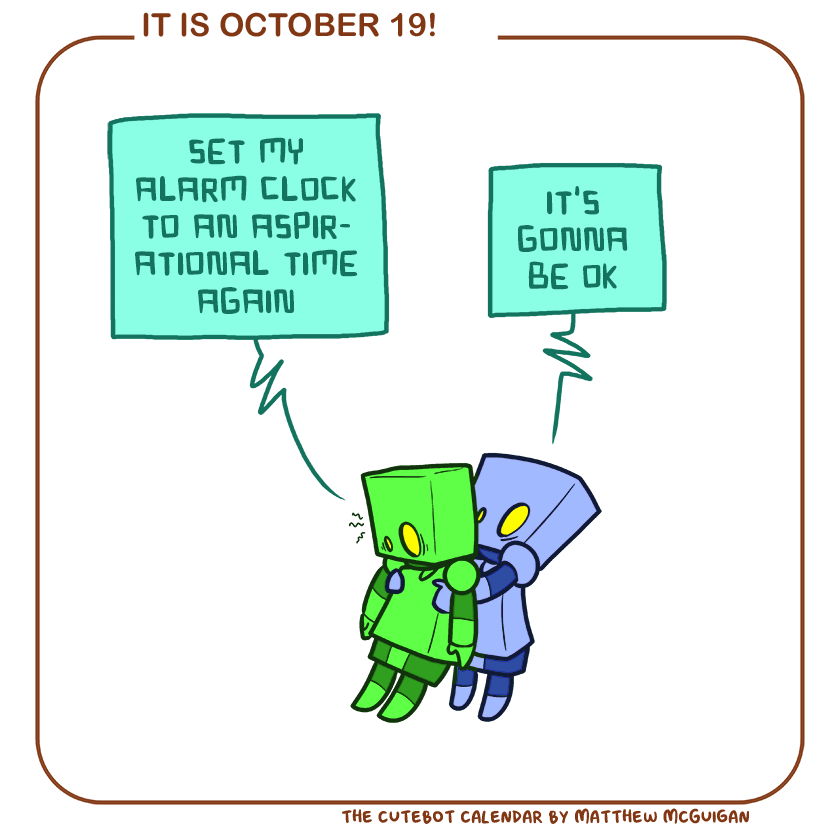 IT IS OCTOBER 19!
SET MY
ALARM CLOCK
TO AN ASPIR-
ATIONAL TIME
AGAIN
IT'S
GONNA
BE OK
THE CUTEBOT CALENDAR BY MATTHEW MCGUIGAN